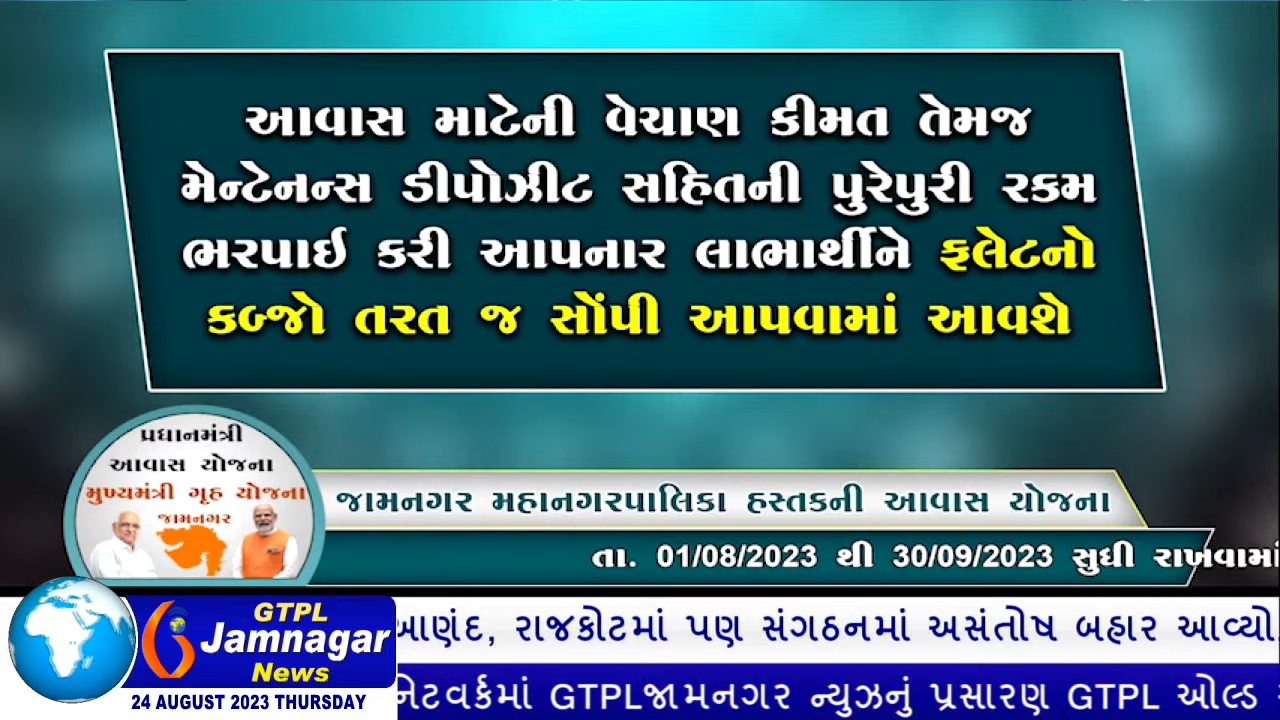 આવાસ માટેની વેચાણ કીમત તેમજ
મેન્ટેનન્સ ડીપોઝીટ સહિતની પુરેપુરી રકમ
ભરપાઇ કરી આપનાર લાભાર્થીને ફલેટનો
કબ્જો તરત જ સોંપી આપવામાં આવશે
પ્રધાનમંત્રી
આવાસ યોજના
મુખ્યમંત્રી ગૃહ યોજના
જામનગર
જામનગર મહાનગરપાલિકા હસ્તકની આવાસ યોજના
તા. 01/08/2023 થી 30/09/2023 સુધી રાખવામાં
GTPL
Jamnagar
News
24 AUGUST 2023 THURSDAY
આણંદ, રાજકોટમાં પણ સંગઠનમાં અસંતોષ બહાર આવ્યો
નેટવર્કમાં GTPLજામનગર ન્યુઝનું પ્રસારણ GTPL ઓલ્ડ